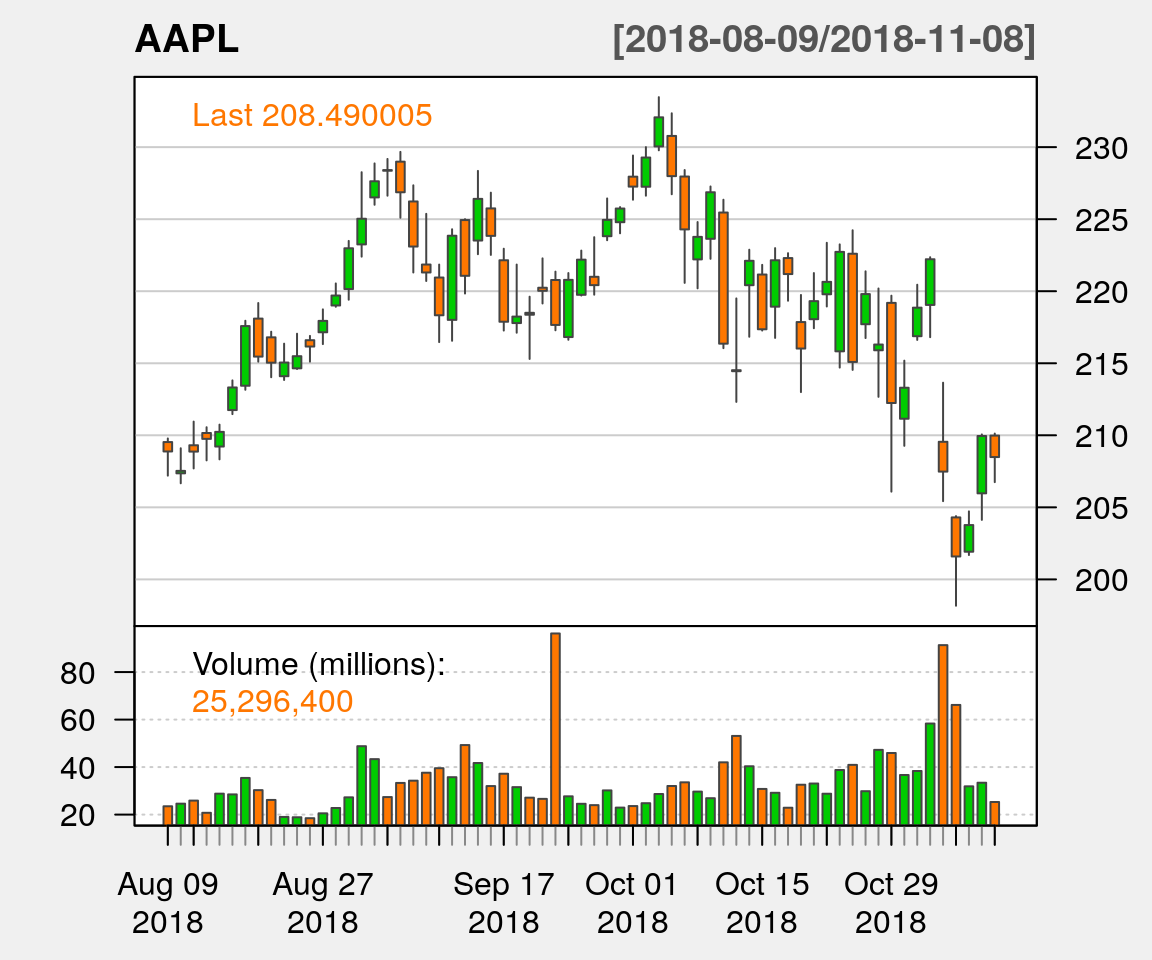 AAPL [2018-08-09/2018-11-08]
Last 208.490005
230
225
220
215
210
205
200
Volume (millions):
25,296,400
80
60
40
20
Aug 09 Aug 27 Sep 17 Oct 01 Oct 15 Oct 29
2018 2018 2018 2018 2018 2018